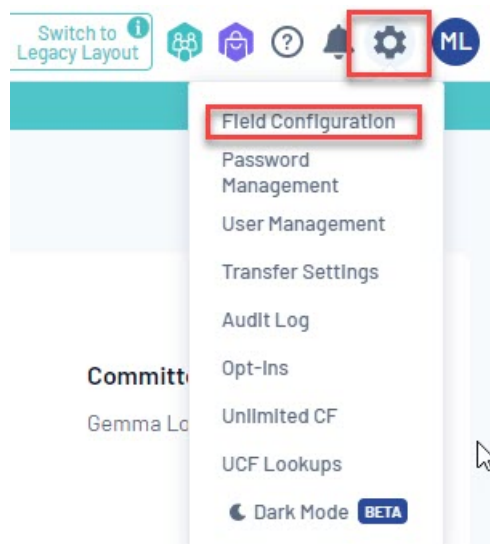 Switch to
Legacy Layout
ML
Field Configuration
Password
Management
User Management
Transfer Settings
Audit Log
Opt-Ins
Unlimited CF
UCF Lookups
Dark Mode BETA
Committe
Gemma Lo